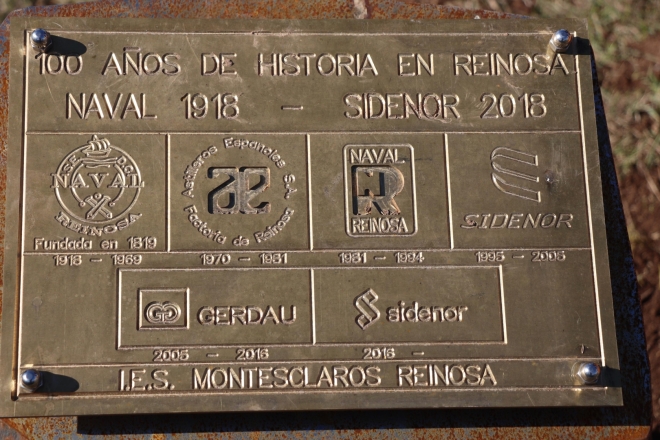 100 AÑOS DE HISTORIA EN REINOSA
NAVAL 1918 - SIDENOR 2018
NAVAL
REINOSA
Fundada en 1819
1918 - 1969
Astilleros Españoles S.A.
Factoria de Reinosa
1970 - 1981
NAVAL
REINOSA
1981 - 1994
SIDENOR
1995 - 2005
GERDAU
2005 - 2016
sidenor
2016 -
I.E.S. MONTESCLAROS REINOSA